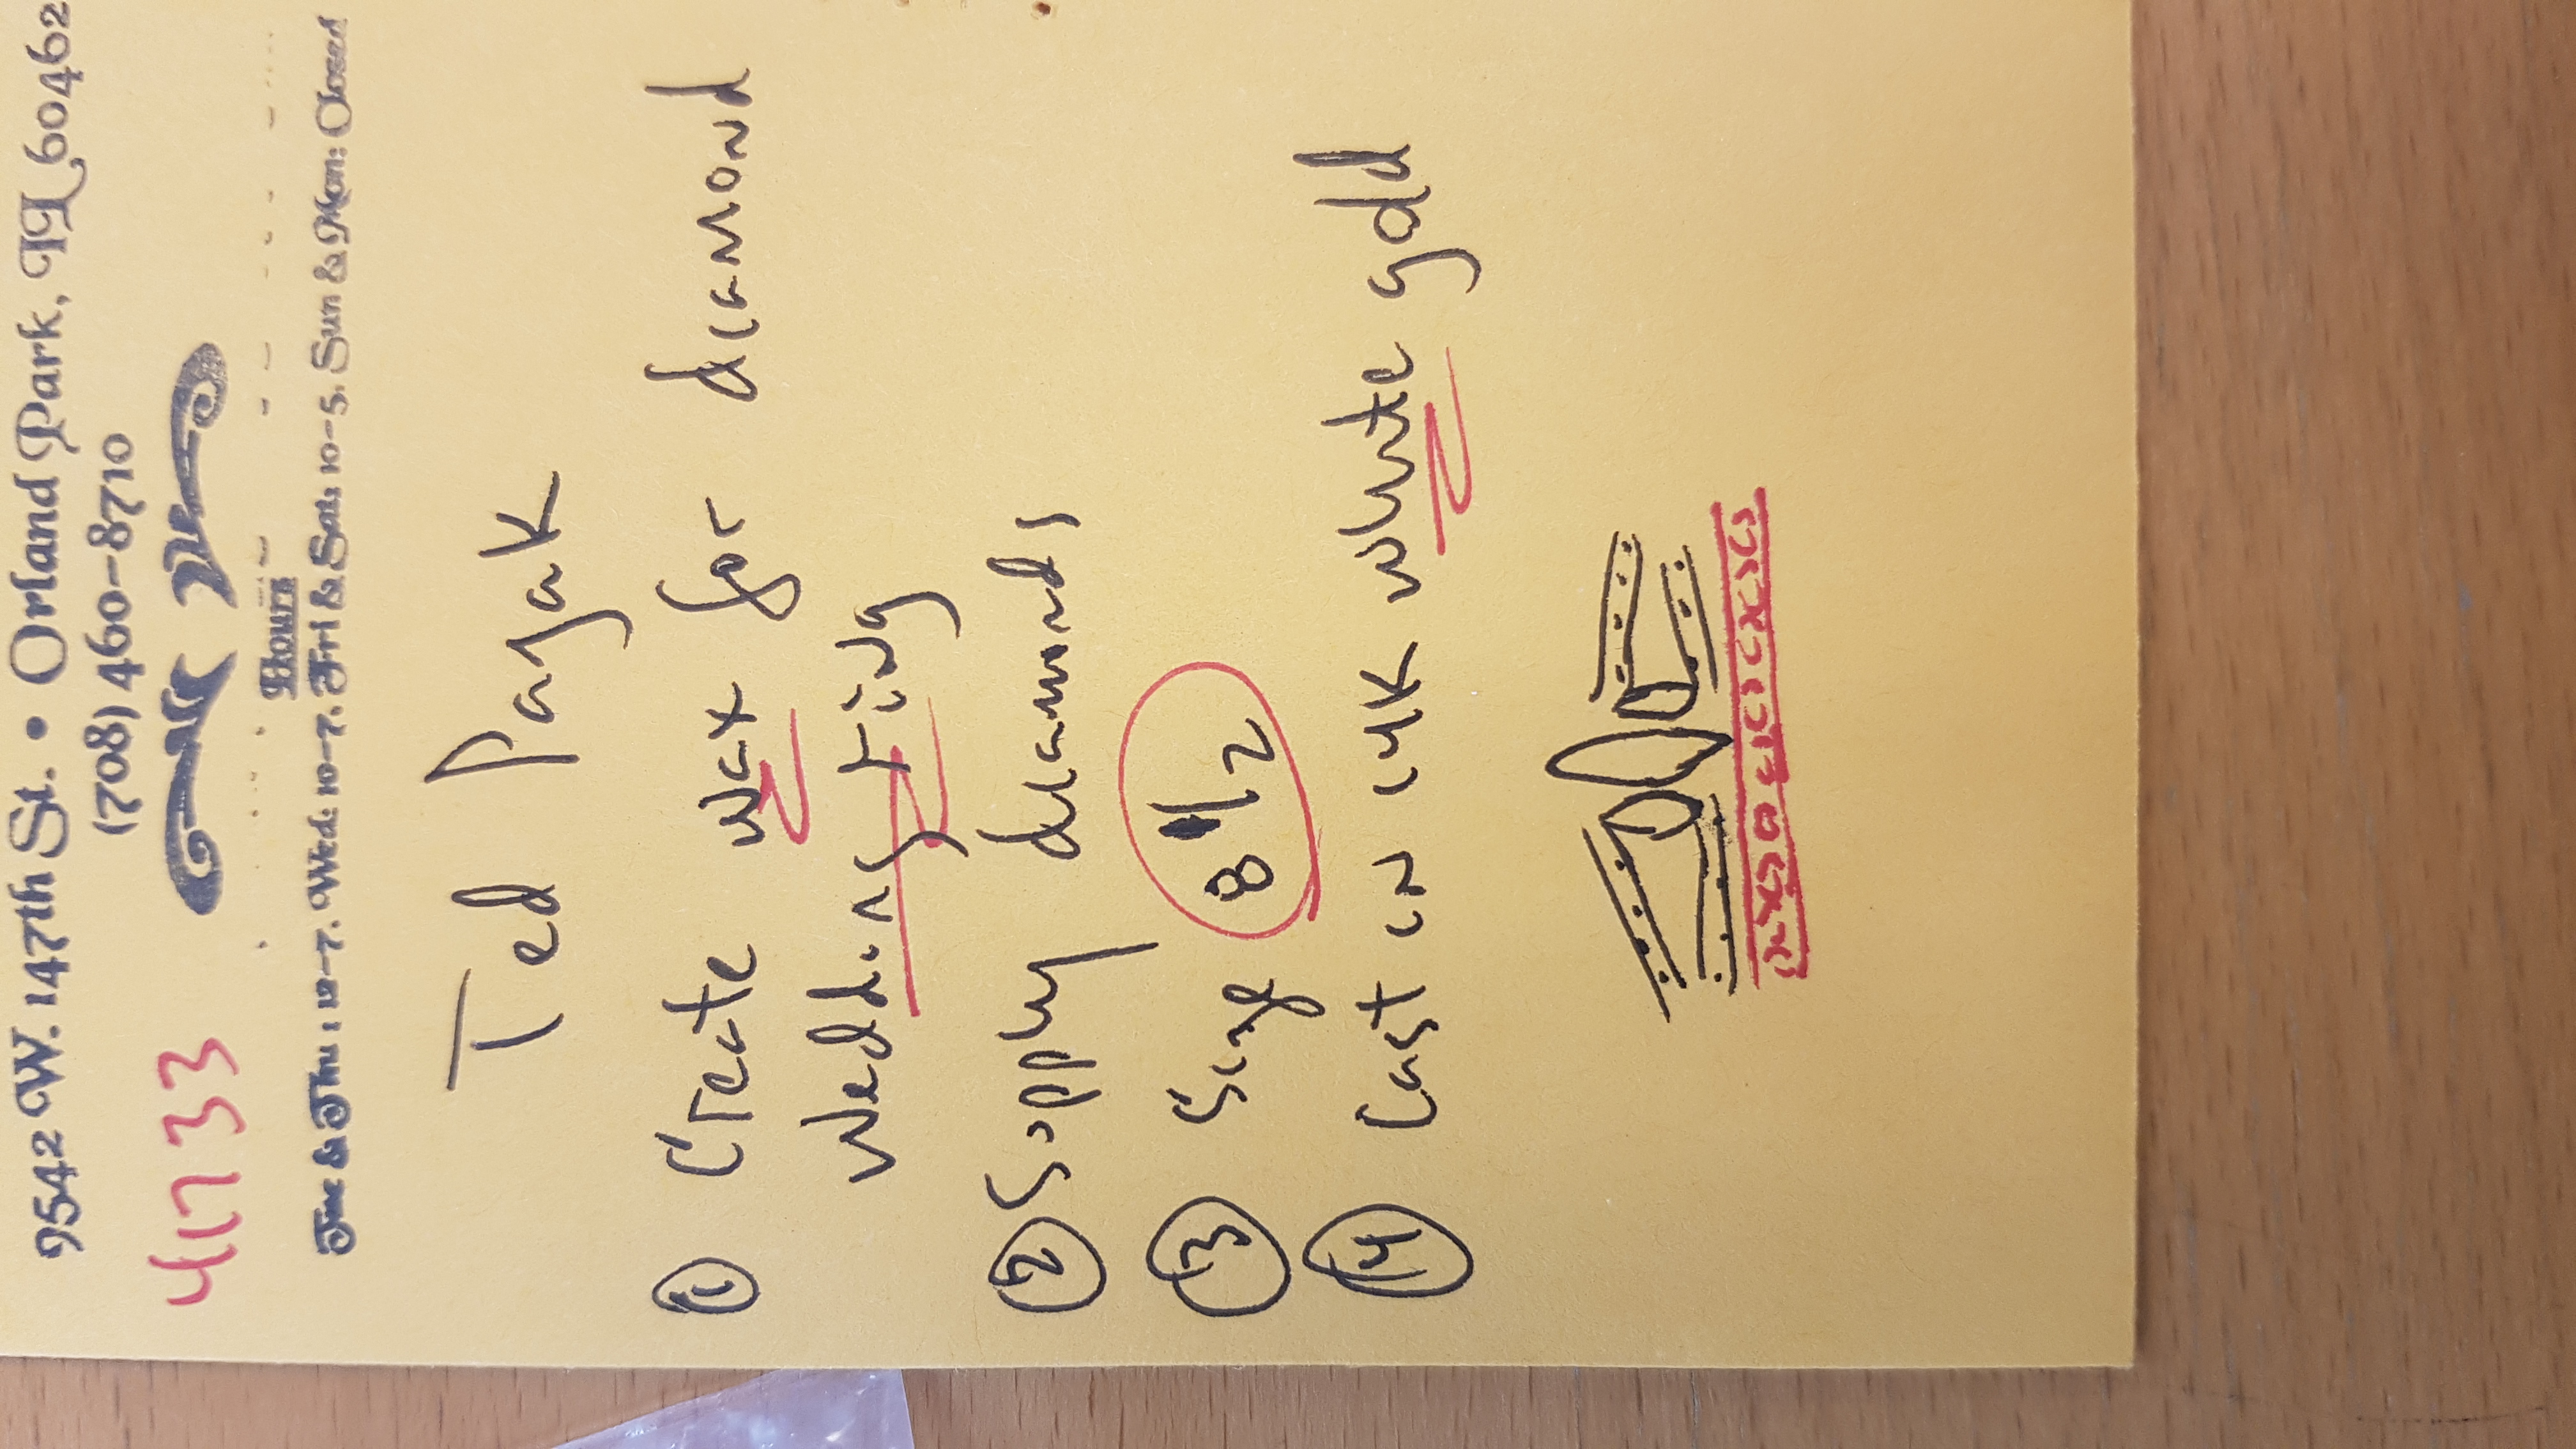 9542 W. 147th St. • Orland Park, IL 60462
(708) 460-8710
41733
Hours
Tue & Thu : 12-7. Wed: 10-7. Fri & Sat: 10-5. Sun & Mon: Closed
Ted Pazak
① Create wax for diamond
wedding ring
② Supply diamonds
③ Size 8 1/2
④ Cast in 14K white gold